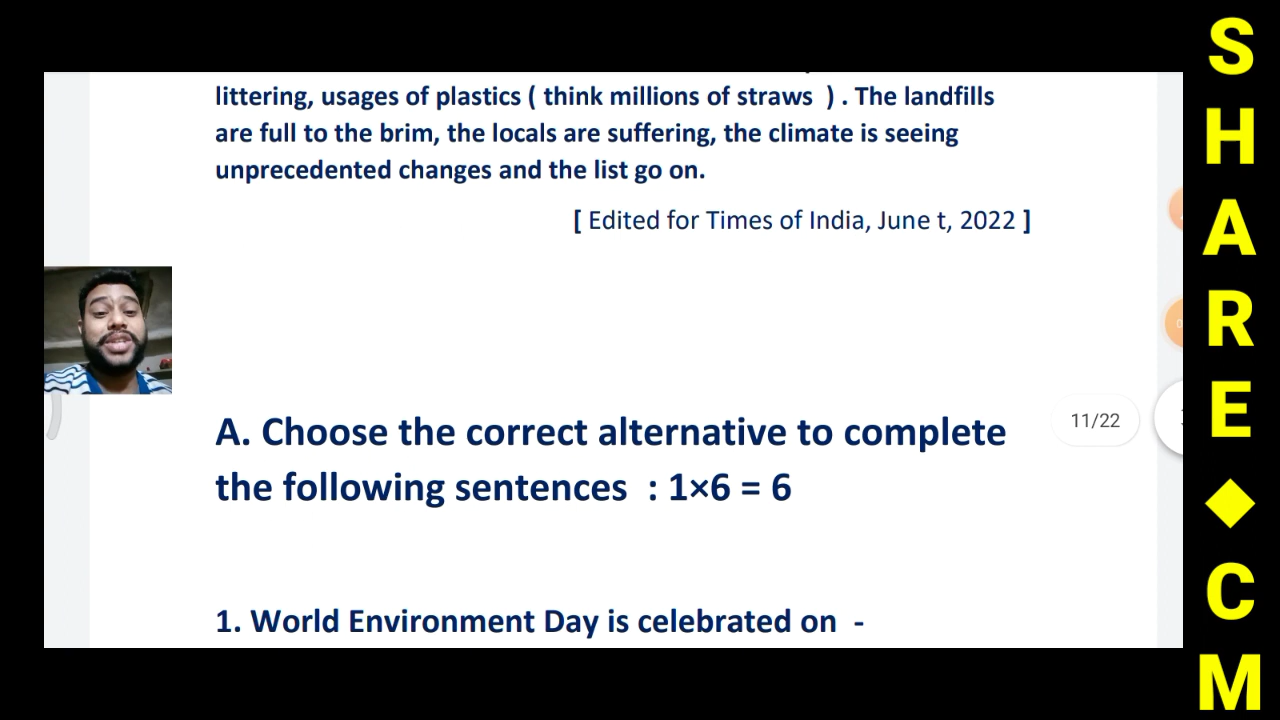 littering, usages of plastics ( think millions of straws  ) . The landfills
are full to the brim, the locals are suffering, the climate is seeing
unprecedented changes and the list go on.
[ Edited for Times of India, June t, 2022 ]
A. Choose the correct alternative to complete
the following sentences  : 1×6 = 6
11/22
1. World Environment Day is celebrated on  -
S
H
A
R
E
◆
C
M